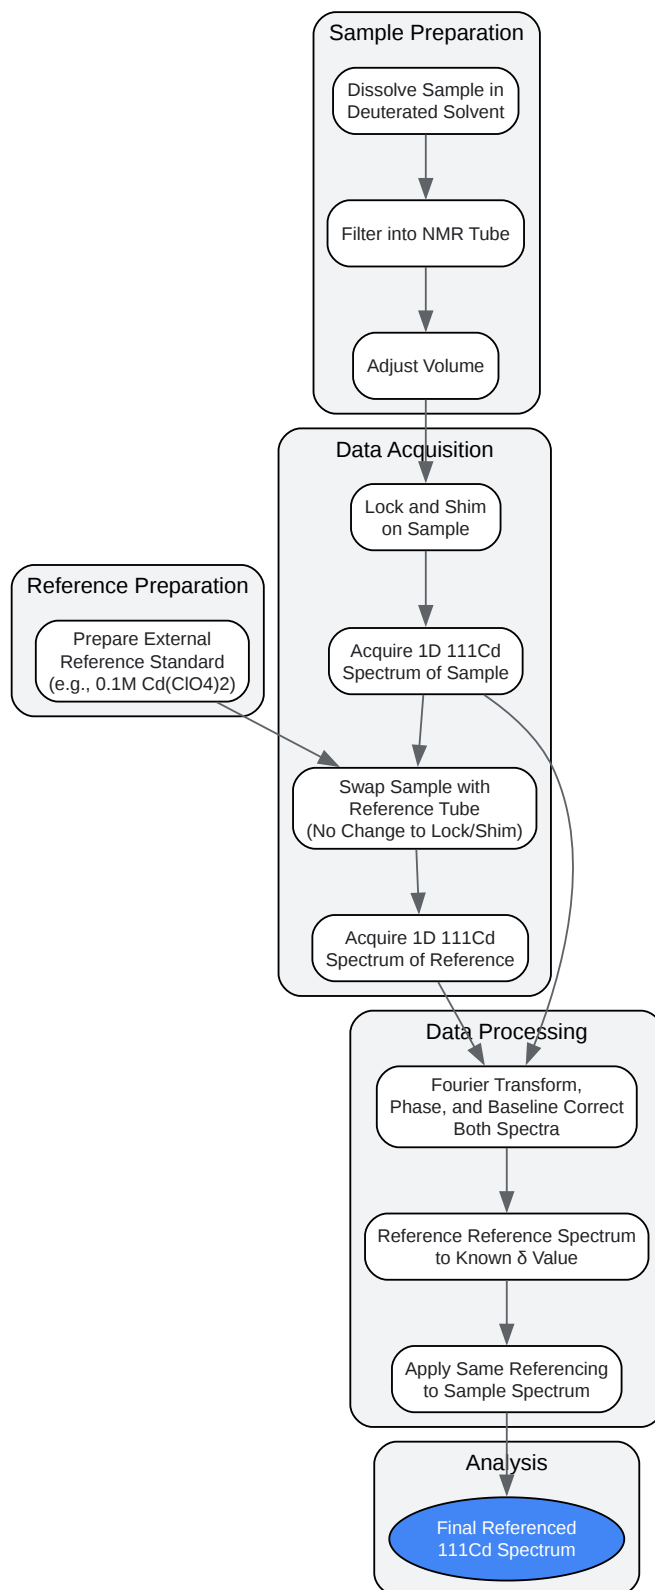 Sample Preparation
Dissolve Sample in
Deuterated Solvent
Filter into NMR Tube
Adjust Volume
Data Acquisition
Lock and Shim
on Sample
Reference Preparation
Prepare External
Reference Standard
(e.g., 0.1M Cd(ClO4)2)
Acquire 1D 111Cd
Spectrum of Sample
Swap Sample with
Reference Tube
(No Change to Lock/Shim)
Acquire 1D 111Cd
Spectrum of Reference
Data Processing
Fourier Transform,
Phase, and Baseline Correct
Both Spectra
Reference Reference Spectrum
to Known δ Value
Apply Same Referencing
to Sample Spectrum
Analysis
Final Referenced
111Cd Spectrum